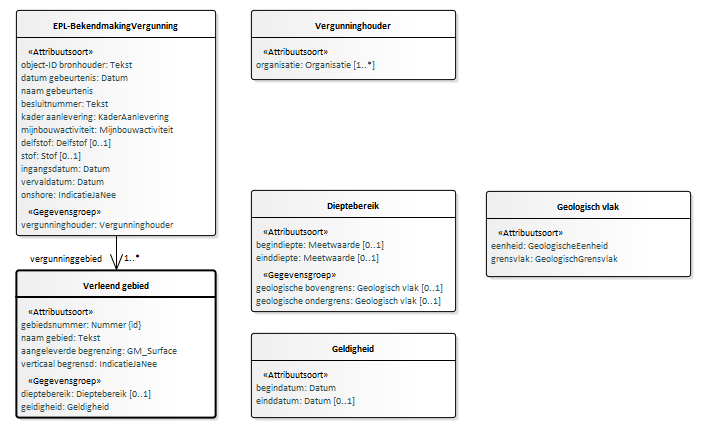 EPL-BekendmakingVergunning
«Attribuutsoort»
object-ID bronhouder: Tekst
datum gebeurtenis: Datum
naam gebeurtenis
besluitnummer: Tekst
kader aanlevering: KaderAanlevering
mijnbouwactiviteit: Mijnbouwactiviteit
delfstof: Delfstof [0..1]
stof: Stof [0..1]
ingangsdatum: Datum
vervaldatum: Datum
onshore: IndicatieJaNee
«Gegevensgroep»
vergunninghouder: Vergunninghouder
vergunninggebied
1..*
Verleend gebied
«Attribuutsoort»
gebiedsnummer: Nummer {id}
naam gebied: Tekst
aangeleverde begrenzing: GM_Surface
verticaal begrensd: IndicatieJaNee
«Gegevensgroep»
dieptebereik: Dieptebereik [0..1]
geldigheid: Geldigheid
Vergunninghouder
«Attribuutsoort»
organisatie: Organisatie [1..*]
Dieptebereik
«Attribuutsoort»
begindiepte: Meetwaarde [0..1]
einddiepte: Meetwaarde [0..1]
«Gegevensgroep»
geologische bovengrens: Geologisch vlak [0..1]
geologische ondergrens: Geologisch vlak [0..1]
Geologisch vlak
«Attribuutsoort»
eenheid: GeologischeEenheid
grensvlak: GeologischGrensvlak
Geldigheid
«Attribuutsoort»
begindatum: Datum
einddatum: Datum [0..1]